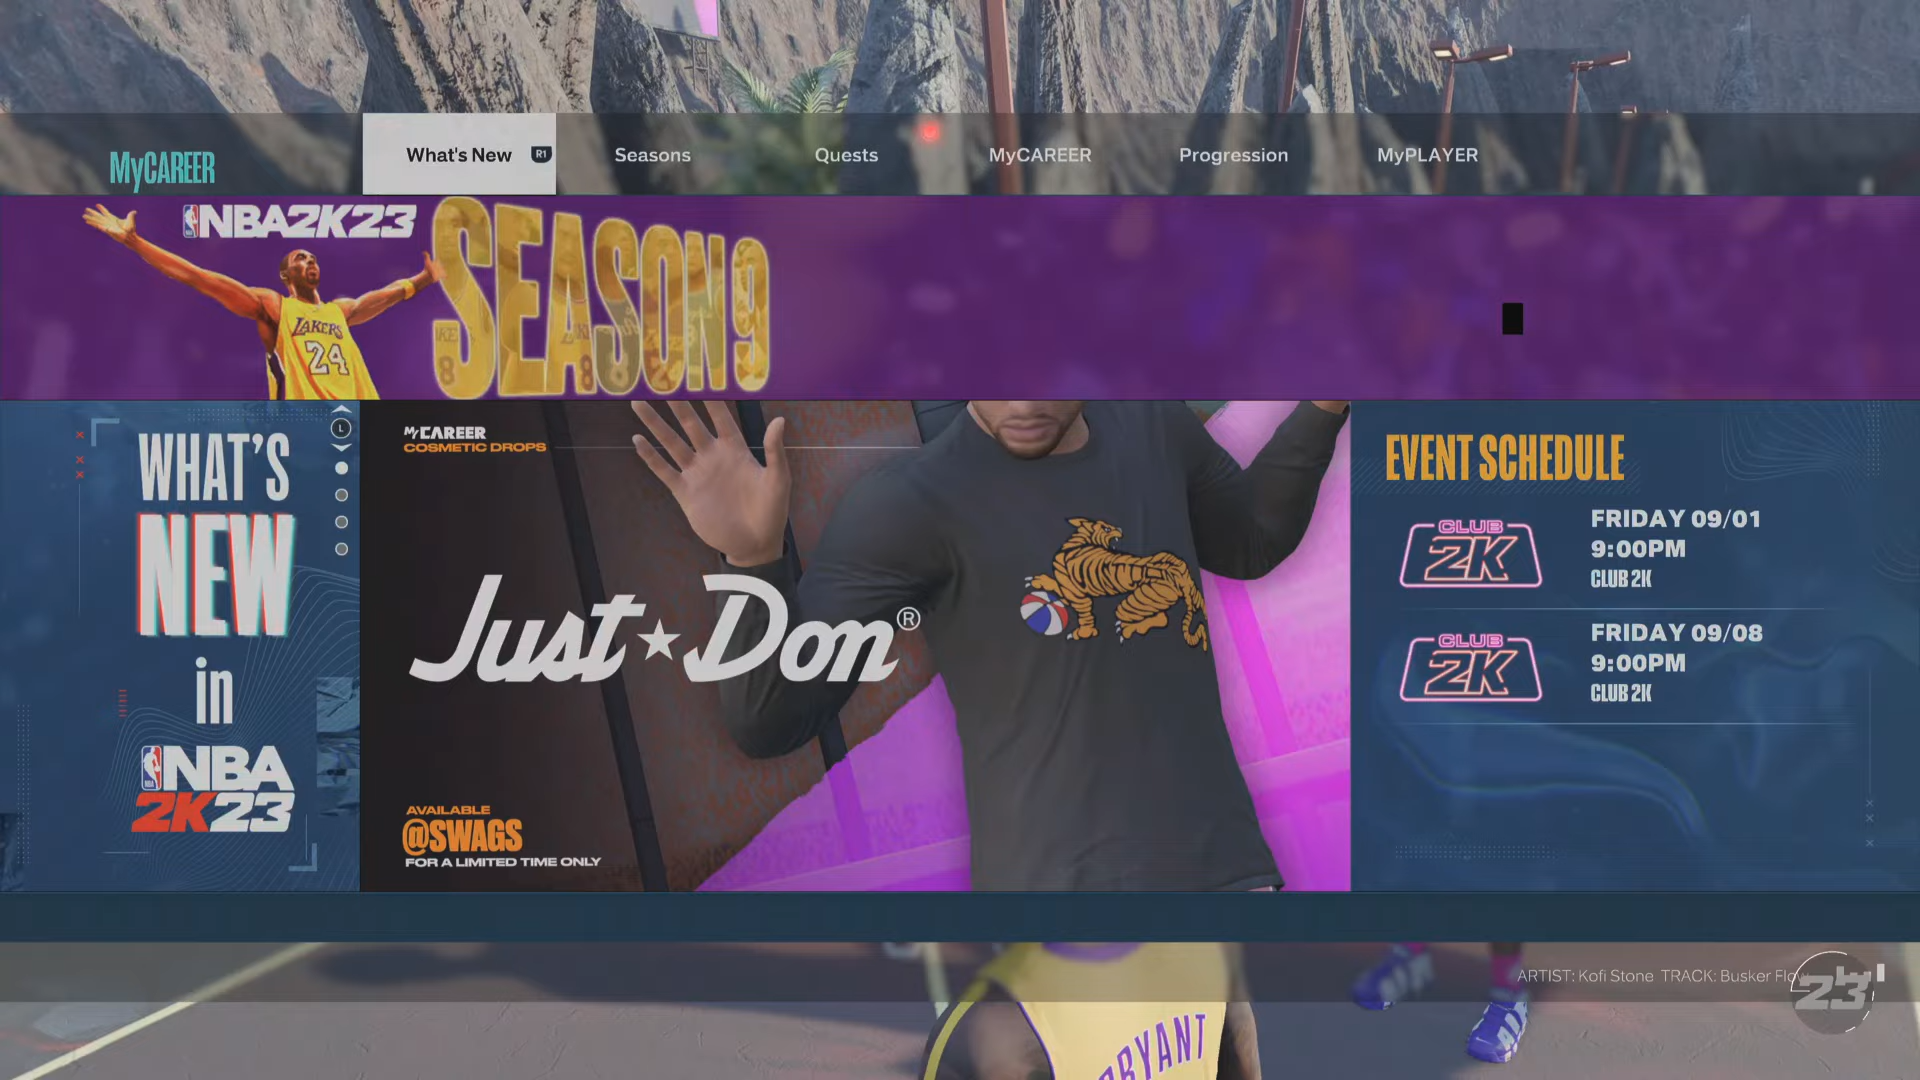 MyCAREER
What's New R1
Seasons
Quests
MyCAREER
Progression
MyPLAYER
NBA2K23
SEASON 9
LAKERS
24
WHAT'S
NEW
in
NBA
2K23
L
MyCAREER
COSMETIC DROPS
Just Don®
AVAILABLE
@SWAGS
FOR A LIMITED TIME ONLY
EVENT SCHEDULE
CLUB
2K
FRIDAY 09/01
9:00PM
CLUB 2K
CLUB
2K
FRIDAY 09/08
9:00PM
CLUB 2K
ARTIST: Kofi Stone TRACK: Busker Flo
23
BRYANT